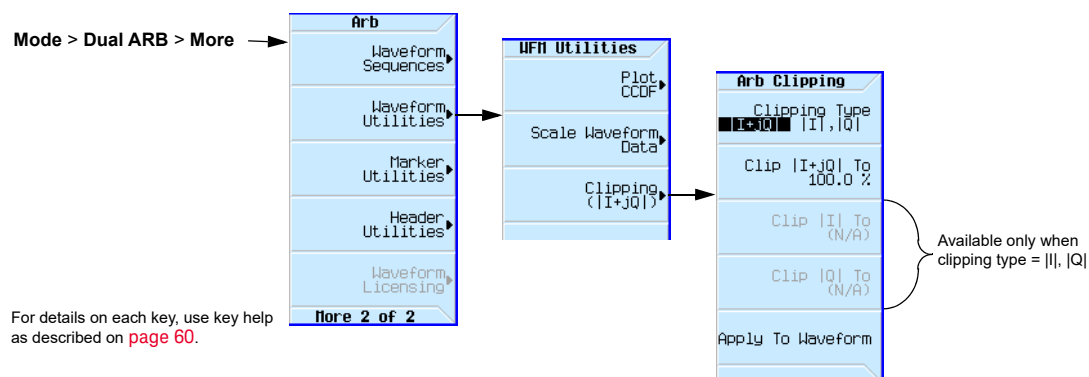 Mode > Dual ARB > More
Arb
Waveform
Sequences
Waveform
Utilities
Marker
Utilities
Header
Utilities
Waveform
Licensing
More 2 of 2
WFM Utilities
Plot
CCDF
Scale Waveform
Data
Clipping
(|I+jQ|)
Arb Clipping
Clipping Type
|I+jQ| |I|,|Q|
Clip |I+jQ| To
100.0 %
Clip |I| To
(N/A)
Clip |Q| To
(N/A)
Apply To Waveform
Available only when
clipping type = |I|, |Q|
For details on each key, use key help
as described on page 60.